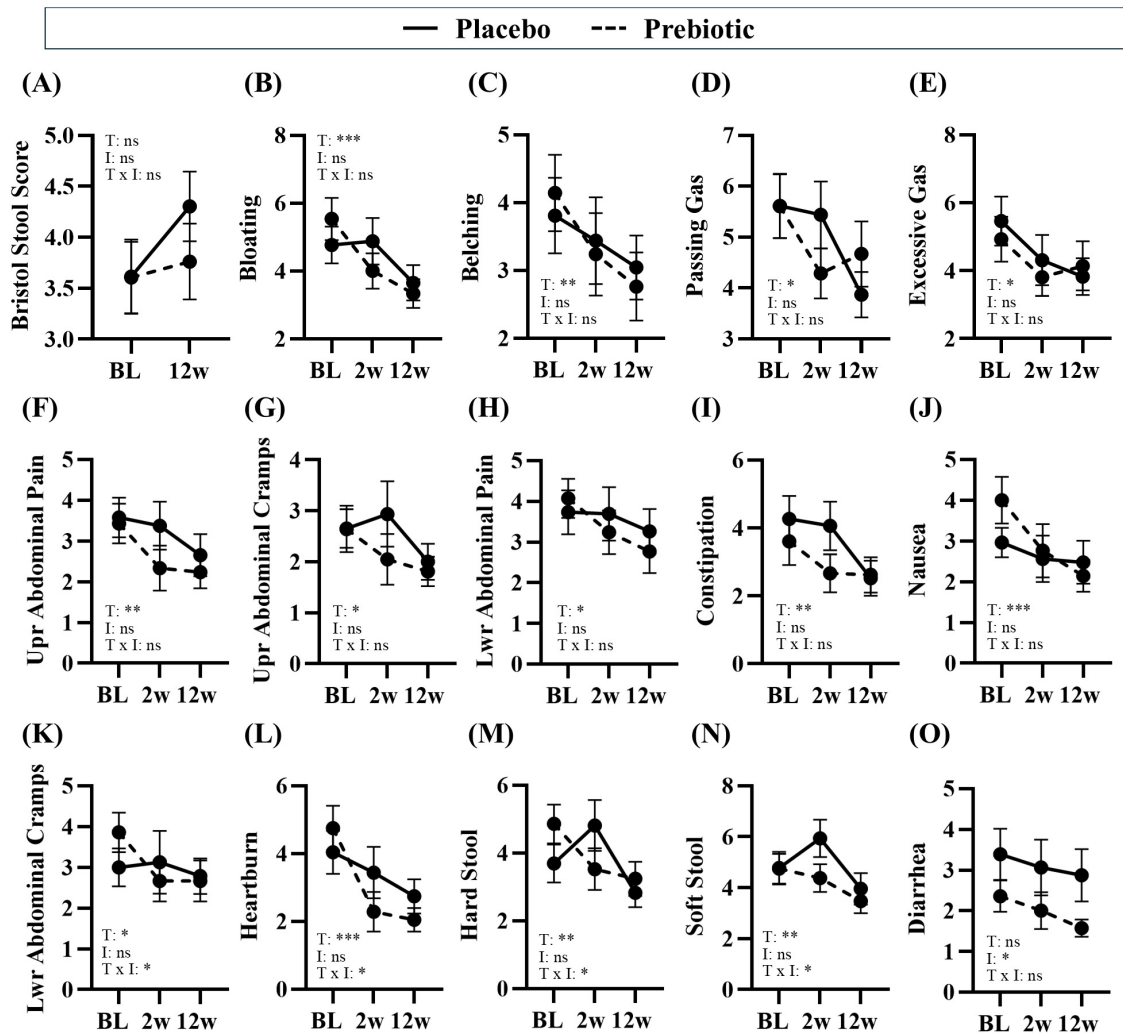 Placebo Prebiotic
(A)
Bristol Stool Score
5.0
4.5
4.0
3.5
3.0
T: ns
I: ns
T x I: ns
BL 12w
(B)
Bloating
8
6
4
2
T: ***
I: ns
T x I: ns
BL 2w 12w
(C)
Belching
5
4
3
2
T: **
I: ns
T x I: ns
BL 2w 12w
(D)
Passing Gas
7
6
5
4
3
T: *
I: ns
T x I: ns
BL 2w 12w
(E)
Excessive Gas
8
6
4
2
T: *
I: ns
T x I: ns
BL 2w 12w
(F)
Upr Abdominal Pain
5
4
3
2
1
0
T: **
I: ns
T x I: ns
BL 2w 12w
(G)
Upr Abdominal Cramps
4
3
2
1
0
T: *
I: ns
T x I: ns
BL 2w 12w
(H)
Lwr Abdominal Pain
5
4
3
2
1
0
T: *
I: ns
T x I: ns
BL 2w 12w
(I)
Constipation
6
4
2
0
T: **
I: ns
T x I: ns
BL 2w 12w
(J)
Nausea
5
4
3
2
1
0
T: ***
I: ns
T x I: ns
BL 2w 12w
(K)
Lwr Abdominal Cramps
5
4
3
2
1
0
T: *
I: ns
T x I: *
BL 2w 12w
(L)
Heartburn
6
4
2
0
T: ***
I: ns
T x I: *
BL 2w 12w
(M)
Hard Stool
6
4
2
0
T: **
I: ns
T x I: *
BL 2w 12w
(N)
Soft Stool
8
6
4
2
0
T: **
I: ns
T x I: *
BL 2w 12w
(O)
Diarrhea
5
4
3
2
1
0
T: ns
I: *
T x I: ns
BL 2w 12w